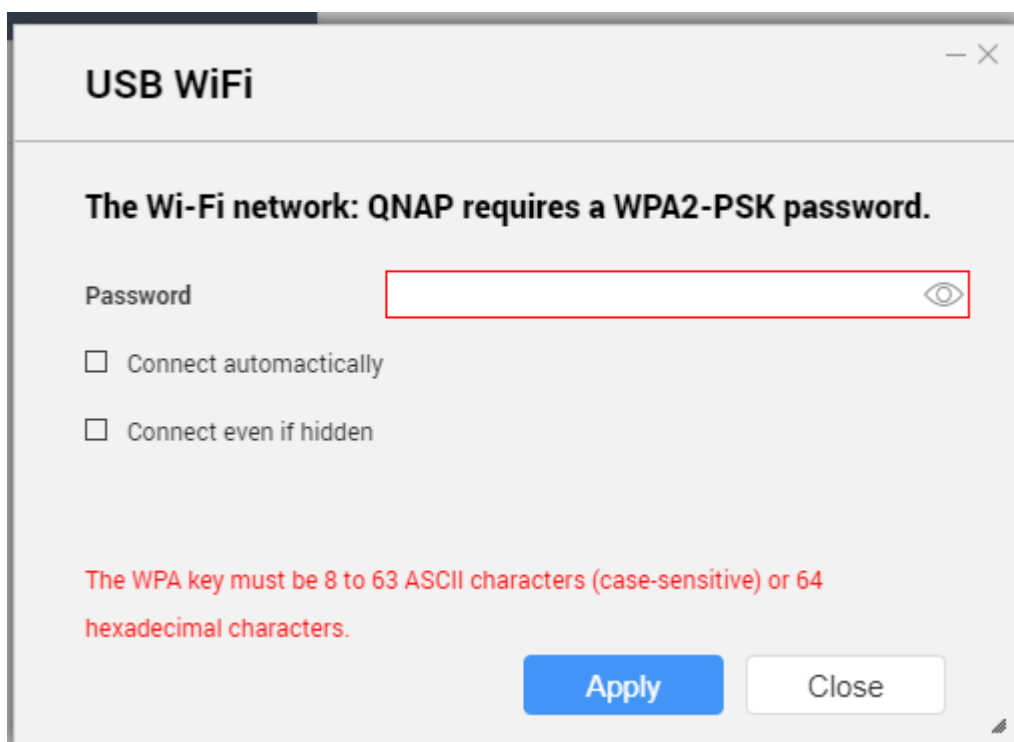 USB WiFi
The Wi-Fi network: QNAP requires a WPA2-PSK password.
Password
Connect automactically
Connect even if hidden
The WPA key must be 8 to 63 ASCII characters (case-sensitive) or 64
hexadecimal characters.
Apply Close